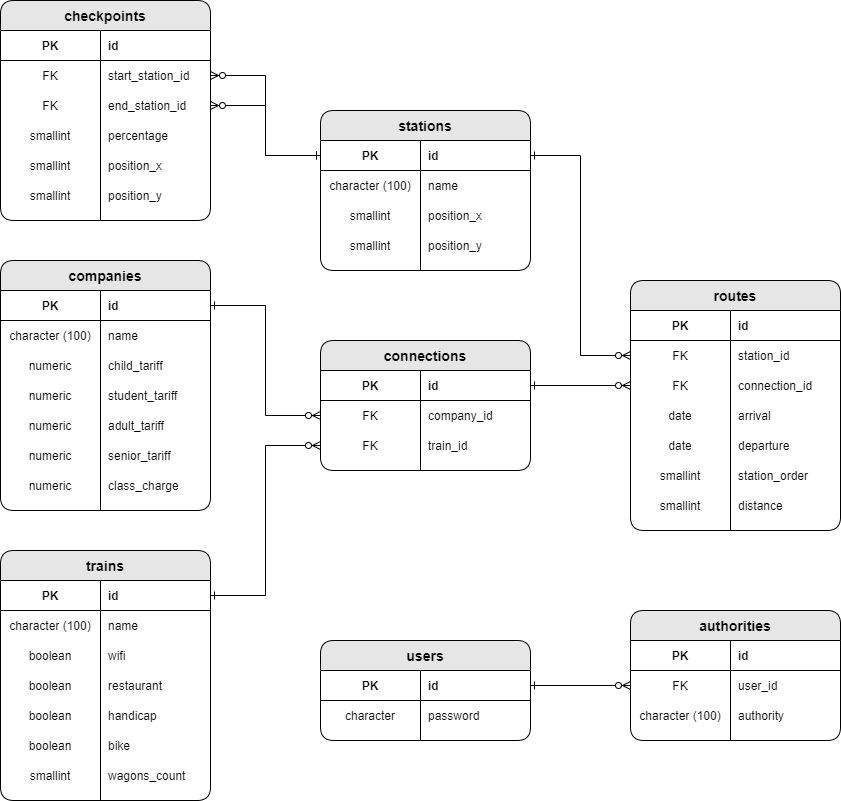 checkpoints
PK id
FK start_station_id
FK end_station_id
smallint percentage
smallint position_x
smallint position_y
stations
PK id
character (100) name
smallint position_x
smallint position_y
companies
PK id
character (100) name
numeric child_tariff
numeric student_tariff
numeric adult_tariff
numeric senior_tariff
numeric class_charge
connections
PK id
FK company_id
FK train_id
routes
PK id
FK station_id
FK connection_id
date arrival
date departure
smallint station_order
smallint distance
trains
PK id
character (100) name
boolean wifi
boolean restaurant
boolean handicap
boolean bike
smallint wagons_count
users
PK id
character password
authorities
PK id
FK user_id
character (100) authority